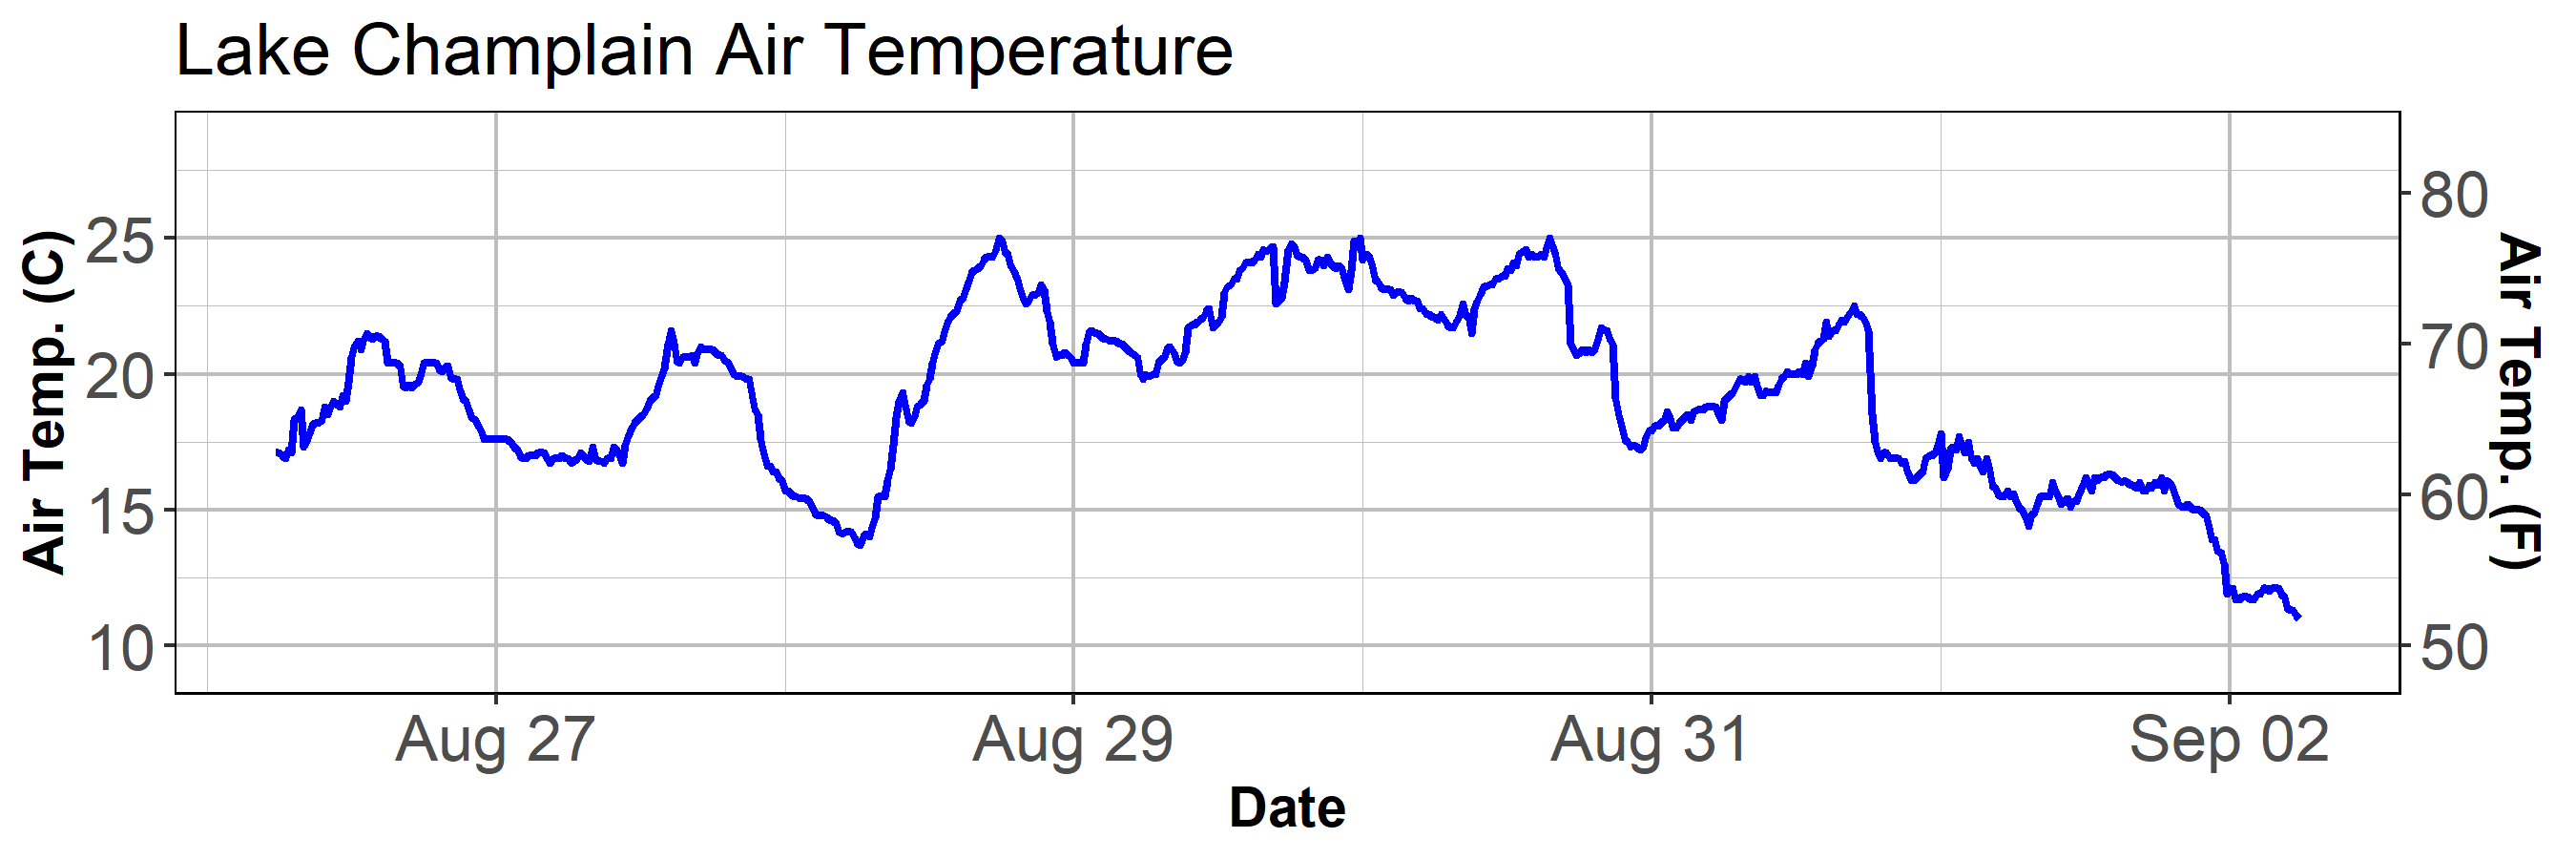 Lake Champlain Air Temperature
Air Temp. (C)
25
20
15
10
80
70
60
50
Air Temp. (F)
Aug 27
Aug 29
Aug 31
Sep 02
Date